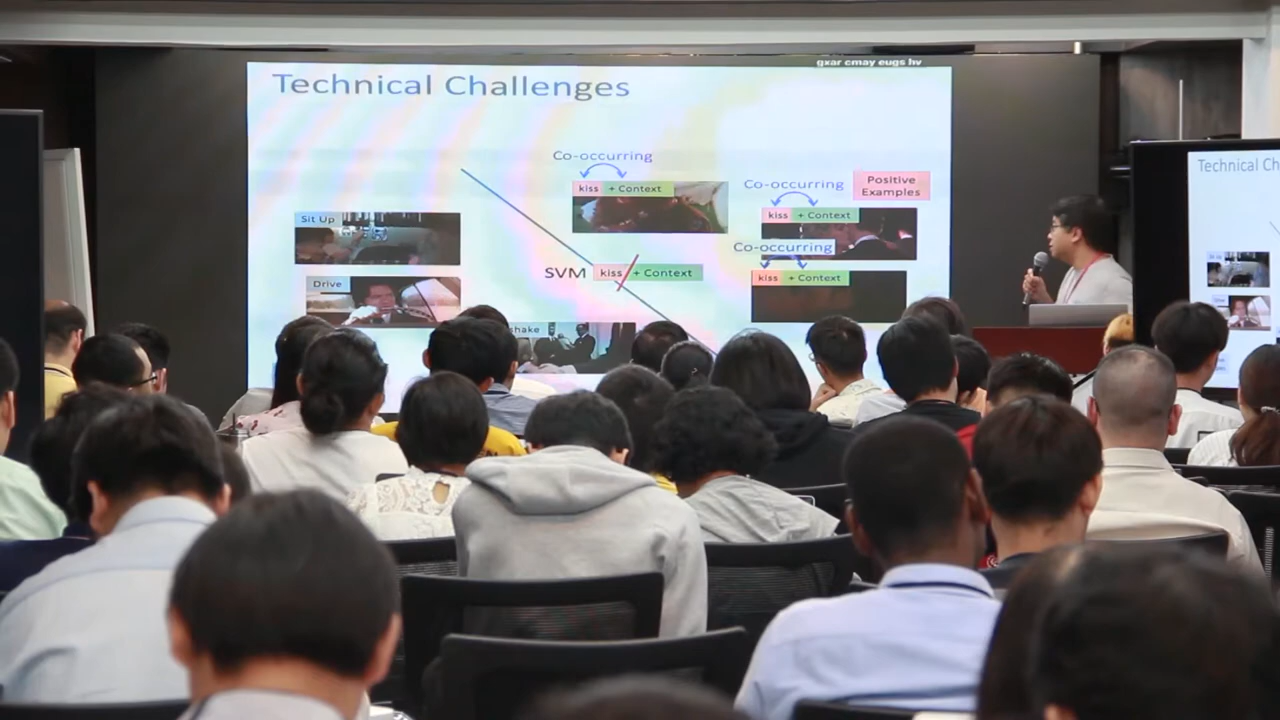 gxar cmay eugs hv
Technical Challenges
Co-occurring
kiss + Context
Co-occurring
Positive
Examples
kiss + Context
Sit Up
Co-occurring
SVM kiss + Context
kiss + Context
Drive
shake
Technical Ch